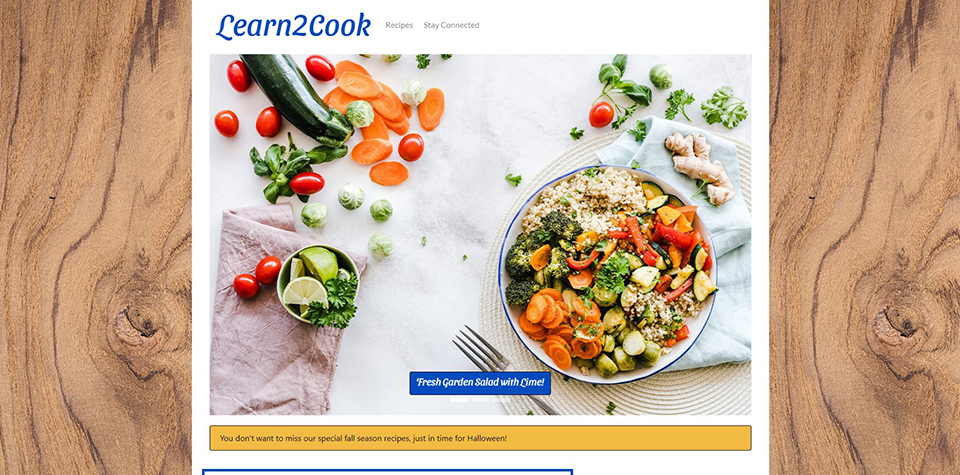 Learn2Cook
Recipes
Stay Connected
Fresh Garden Salad with Lime!
You don't want to miss our special fall season recipes, just in time for Halloween!